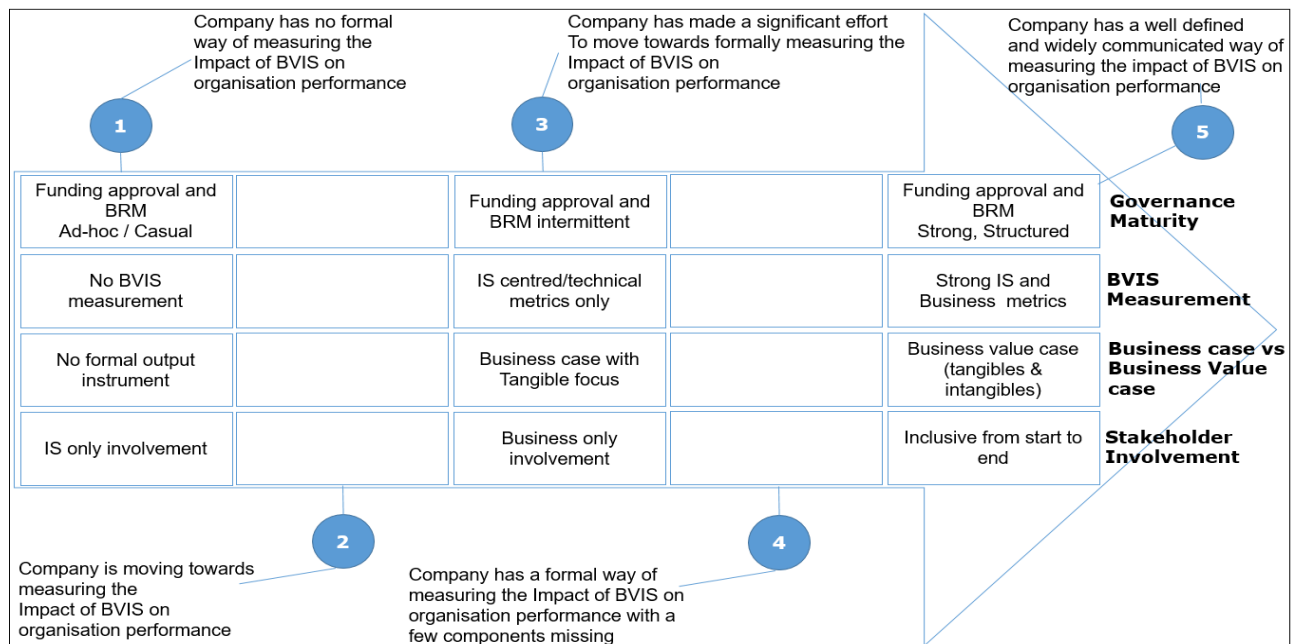 Company has no formal
way of measuring the
Impact of BVIS on
organisation performance
Company has made a significant effort
To move towards formally measuring the
Impact of BVIS on
organisation performance
Company has a well defined
and widely communicated way of
measuring the impact of BVIS on
organisation performance
1
3
5
Funding approval and
BRM
Ad-hoc / Casual
Funding approval and
BRM intermittent
Funding approval and
BRM
Strong, Structured
Governance
Maturity
No BVIS
measurement
IS centred/technical
metrics only
Strong IS and
Business metrics
BVIS
Measurement
No formal output
instrument
Business case with
Tangible focus
Business value case
(tangibles &
intangibles)
Business case vs
Business Value
case
IS only involvement
Business only
involvement
Inclusive from start to
end
Stakeholder
Involvement
2
4
Company is moving towards
measuring the
Impact of BVIS on
organisation performance
Company has a formal way of
measuring the Impact of BVIS on
organisation performance with a
few components missing